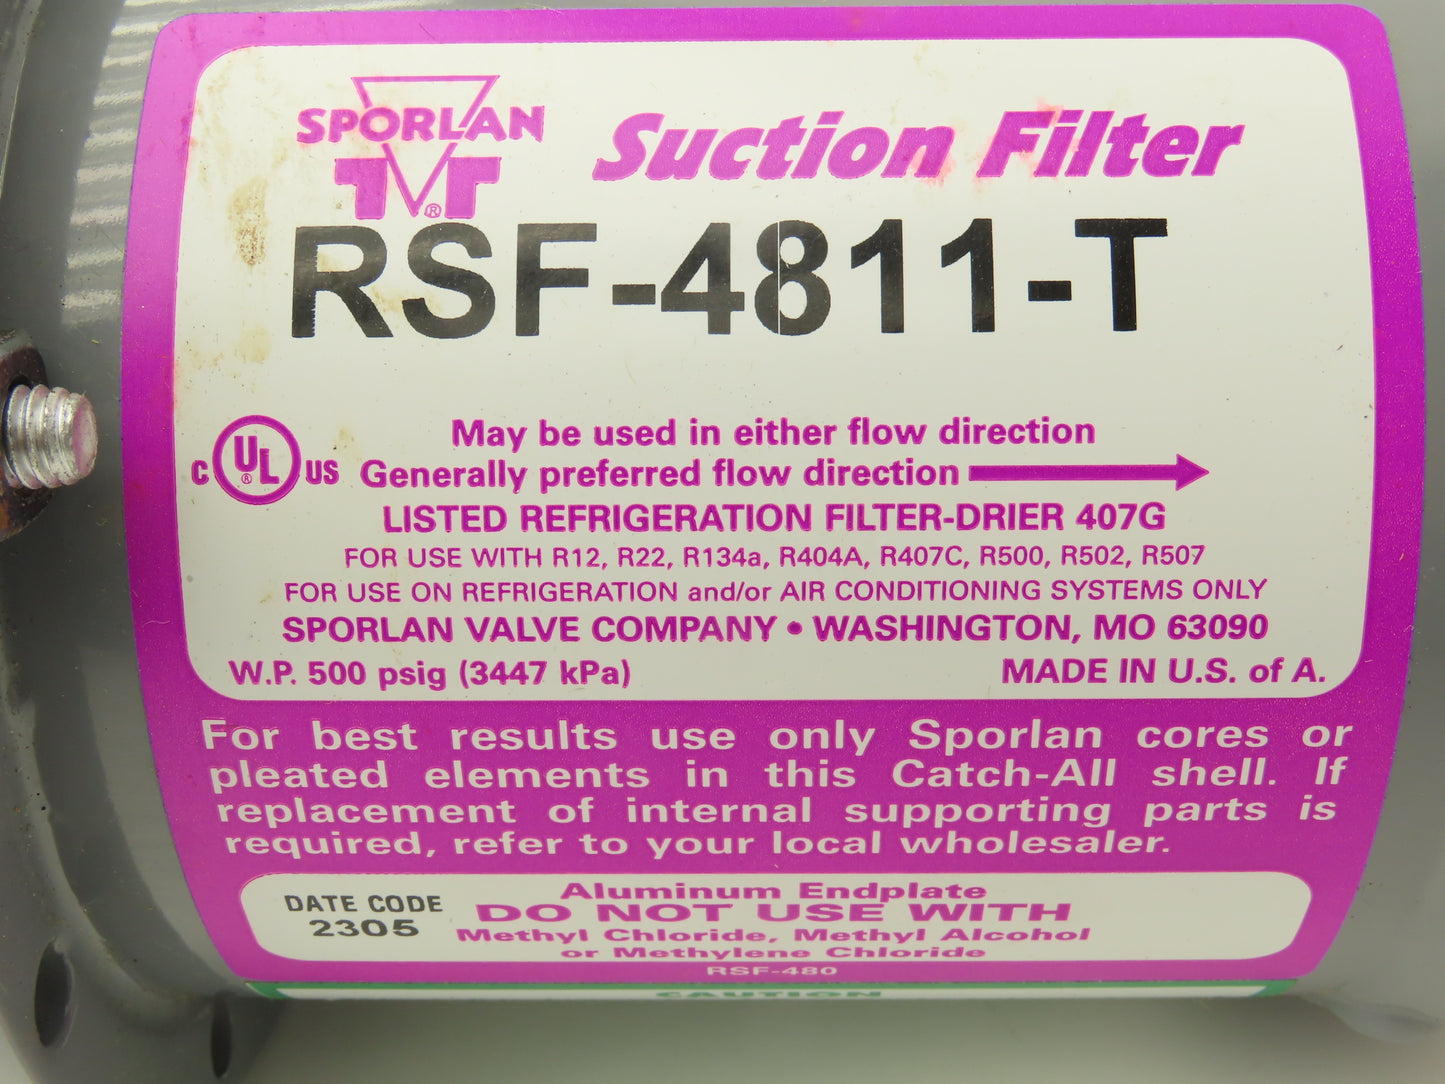 SPORLAN
®
Suction Filter
RSF-4811-T
May be used in either flow direction
C UL ® US
Generally preferred flow direction
LISTED REFRIGERATION FILTER-DRIER 407G
FOR USE WITH R12, R22, R134a, R404A, R407C, R500, R502, R507
FOR USE ON REFRIGERATION and/or AIR CONDITIONING SYSTEMS ONLY
SPORLAN VALVE COMPANY • WASHINGTON, MO 63090
W.P. 500 psig (3447 kPa) MADE IN U.S. of A.
For best results use only Sporlan cores or
pleated elements in this Catch-All shell. If
replacement of internal supporting parts is
required, refer to your local wholesaler.
DATE CODE
2305
Aluminum Endplate
DO NOT USE WITH
Methyl Chloride, Methyl Alcohol
or Methylene Chloride
RSF-480
CAUTION